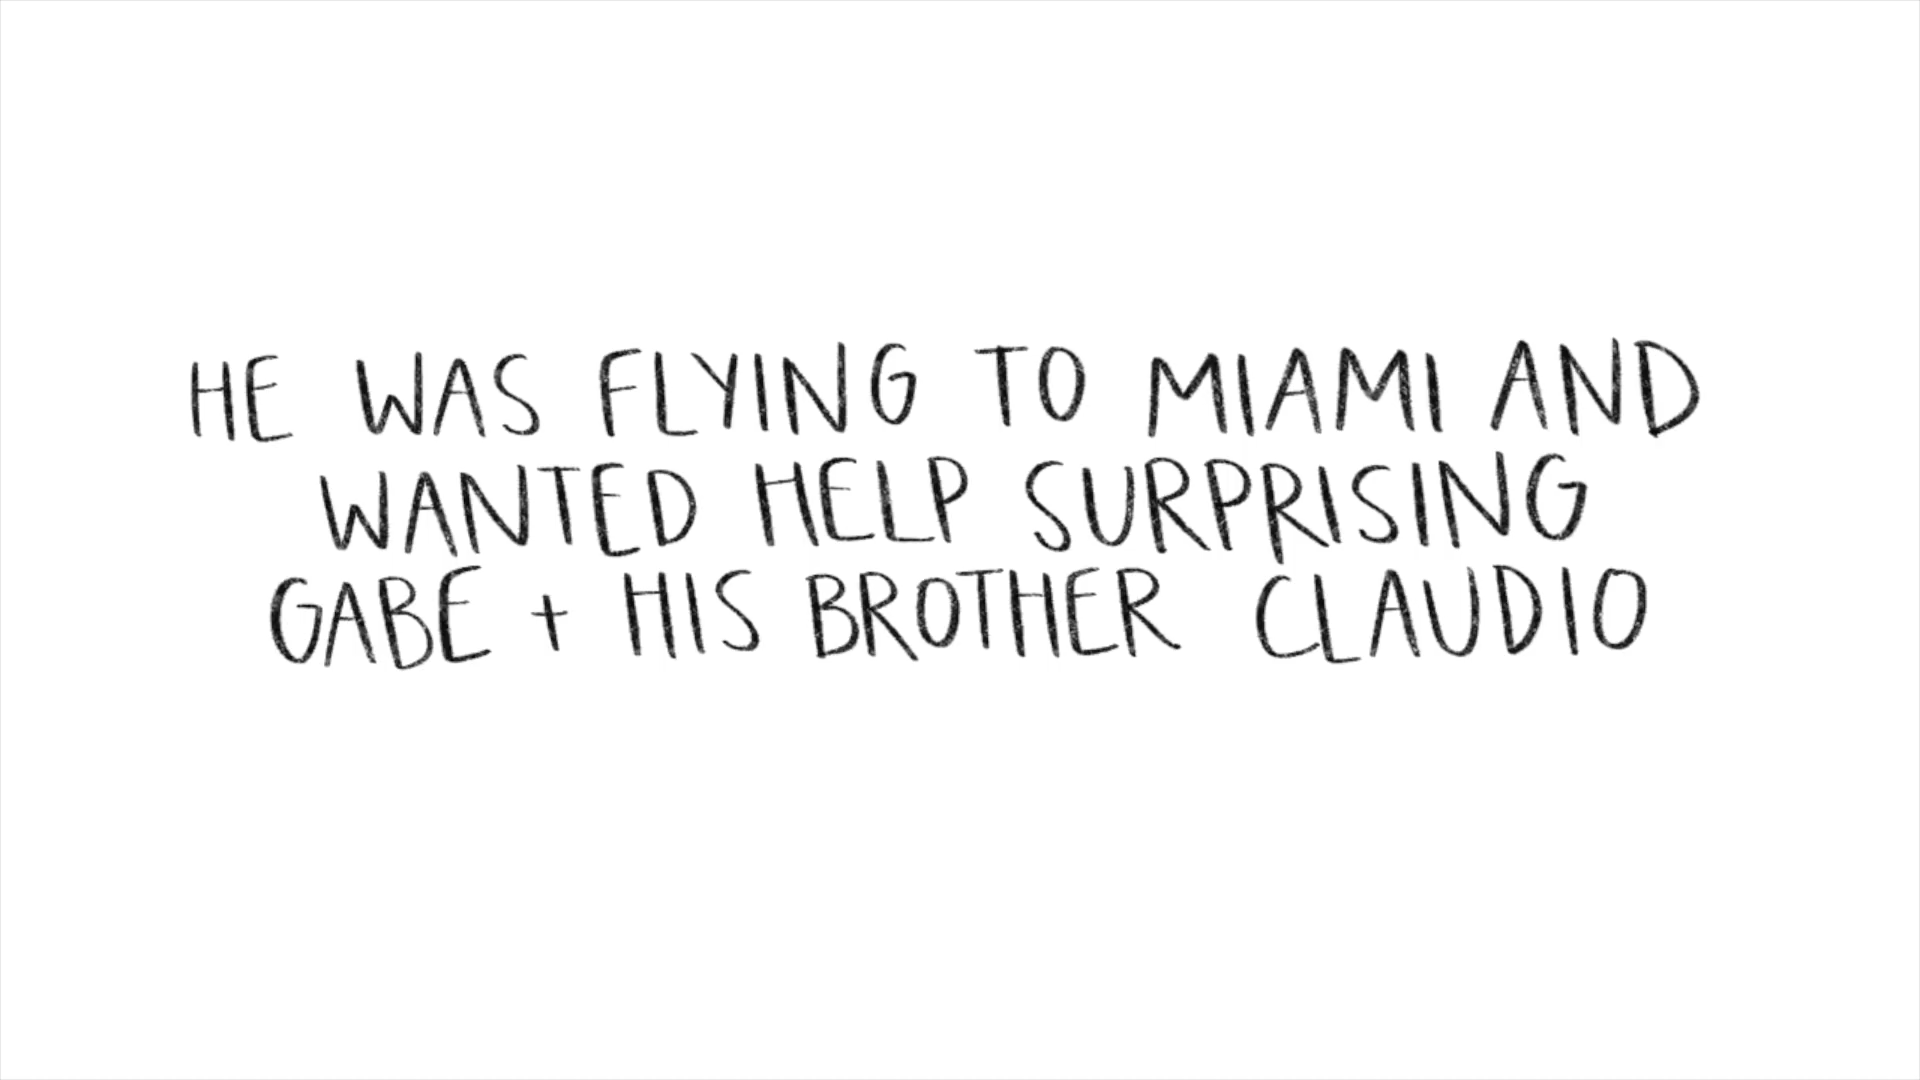 HE WAS FLYING TO MIAMI AND
WANTED HELP SURPRISING
GABE + HIS BROTHER CLAUDIO